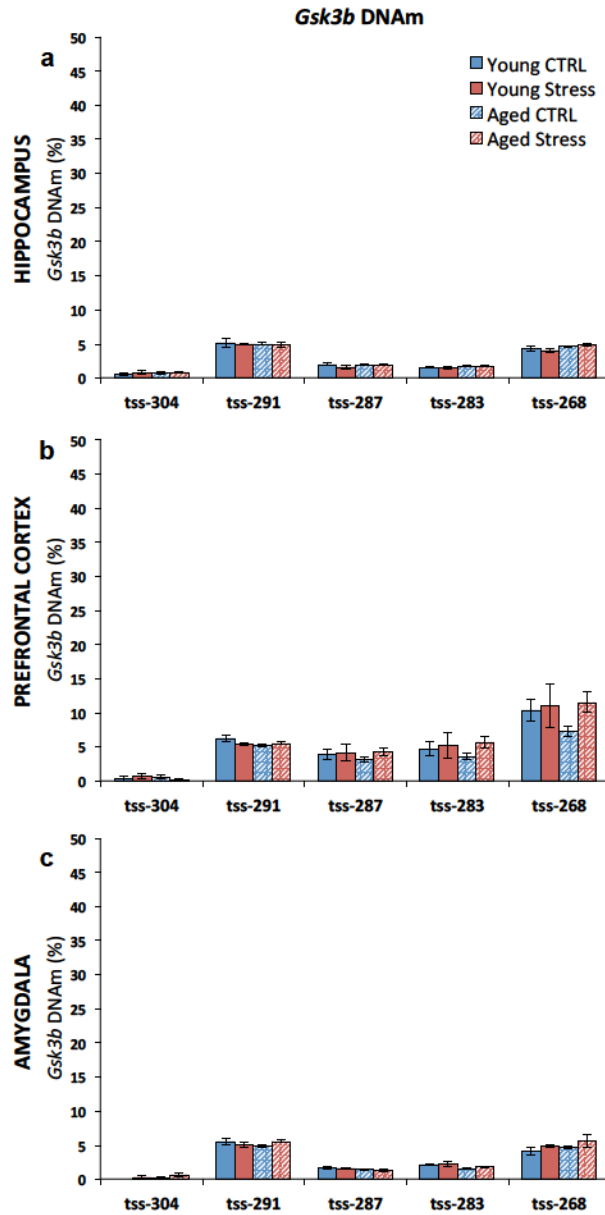 Gsk3b DNAm
a
HIPPOCAMPUS
Gsk3b DNAm (%)
50
45
40
35
30
25
20
15
10
5
0
Young CTRL
Young Stress
Aged CTRL
Aged Stress
tss-304 tss-291 tss-287 tss-283 tss-268
b
PREFRONTAL CORTEX
Gsk3b DNAm (%)
50
45
40
35
30
25
20
15
10
5
0
tss-304 tss-291 tss-287 tss-283 tss-268
c
AMYGDALA
Gsk3b DNAm (%)
50
45
40
35
30
25
20
15
10
5
0
tss-304 tss-291 tss-287 tss-283 tss-268